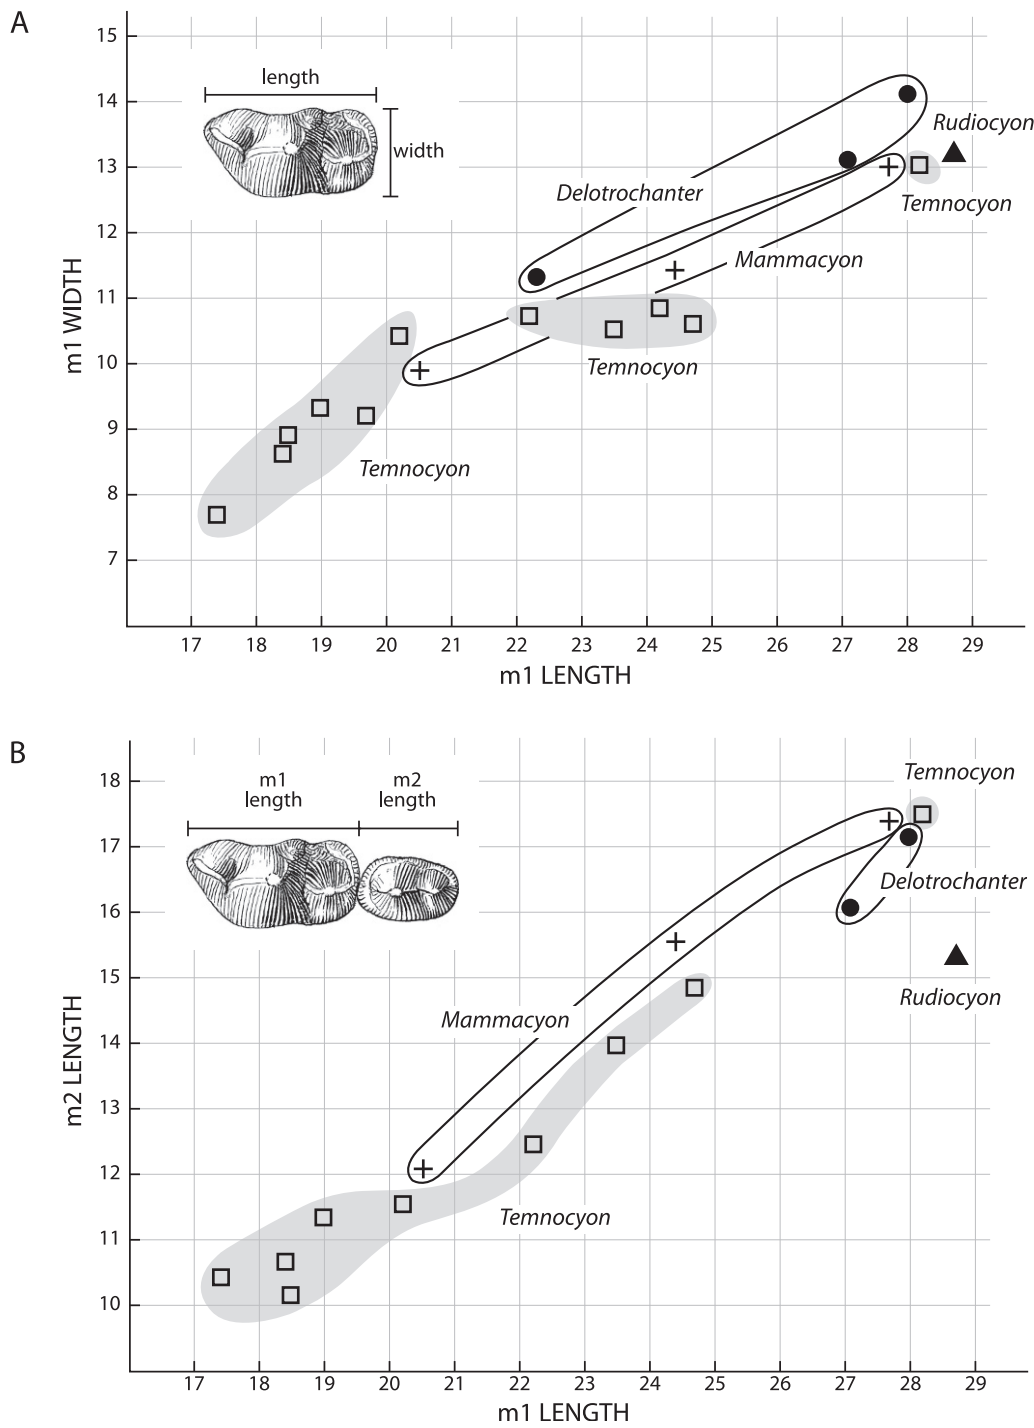 A
15
14
13
12
11
10
9
8
7
m1 WIDTH
length
width
Rudiocyon
Delotrochanter
Temnocyon
Mammacyon
Temnocyon
Temnocyon
17 18 19 20 21 22 23 24 25 26 27 28 29
m1 LENGTH
B
18
17
16
15
14
13
12
11
10
m2 LENGTH
m1 m2
length length
Temnocyon
Delotrochanter
Rudiocyon
Mammacyon
Temnocyon
17 18 19 20 21 22 23 24 25 26 27 28 29
m1 LENGTH